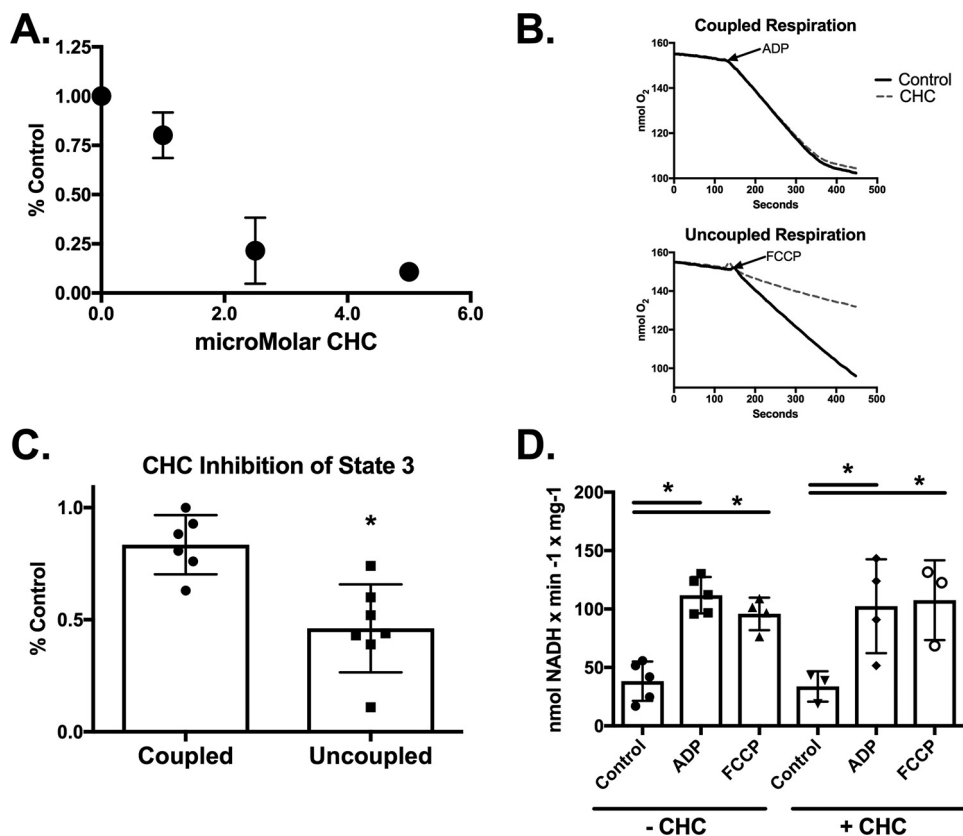 A.
1.25
1.00
0.75
0.50
0.25
0.00
% Control
0.0 2.0 4.0 6.0
microMolar CHC
B.
Coupled Respiration
160
140
120
100
nmol O2
ADP
Control
CHC
0 100 200 300 400 500
Seconds
Uncoupled Respiration
160
140
120
100
nmol O2
FCCP
0 100 200 300 400 500
Seconds
C.
CHC Inhibition of State 3
1.0
0.5
0.0
% Control
*
Coupled Uncoupled
D.
200
150
100
50
0
nmol NADH x min -1 x mg-1
* * * *
Control ADP FCCP Control ADP FCCP
- CHC + CHC